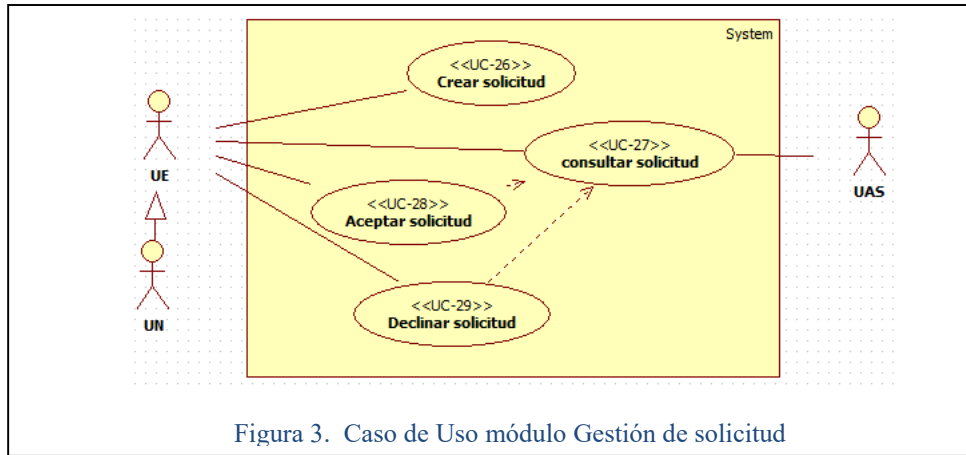 System
<<UC-26>>
Crear solicitud
<<UC-27>>
consultar solicitud
UE
UAS
<<UC-28>>
Aceptar solicitud
<<UC-29>>
Declinar solicitud
UN
Figura 3. Caso de Uso módulo Gestión de solicitud